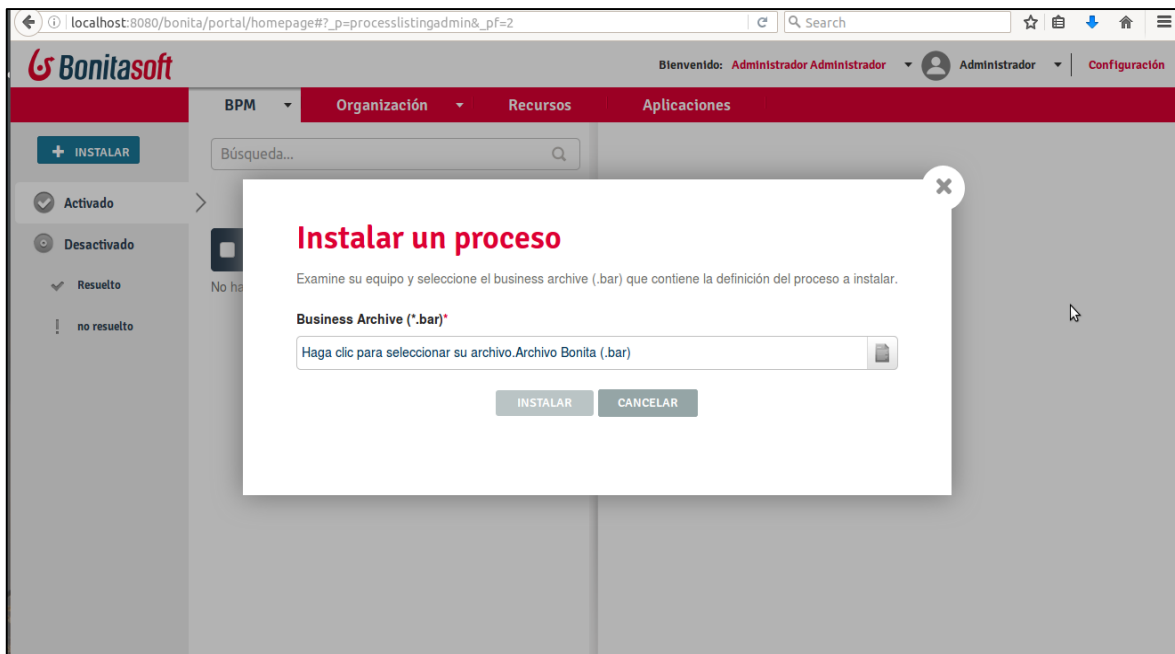 localhost:8080/bonita/portal/homepage#?_p=processlistingadmin&_pf=2
Search
Bonitasoft
Bienvenido: Administrador Administrador
Administrador
Configuración
BPM
Organización
Recursos
Aplicaciones
+ INSTALAR
Búsqueda...
Activado
Desactivado
Resuelto
no resuelto
No ha
Instalar un proceso
Examine su equipo y seleccione el business archive (.bar) que contiene la definición del proceso a instalar.
Business Archive (*.bar)*
Haga clic para seleccionar su archivo.Archivo Bonita (.bar)
INSTALAR
CANCELAR